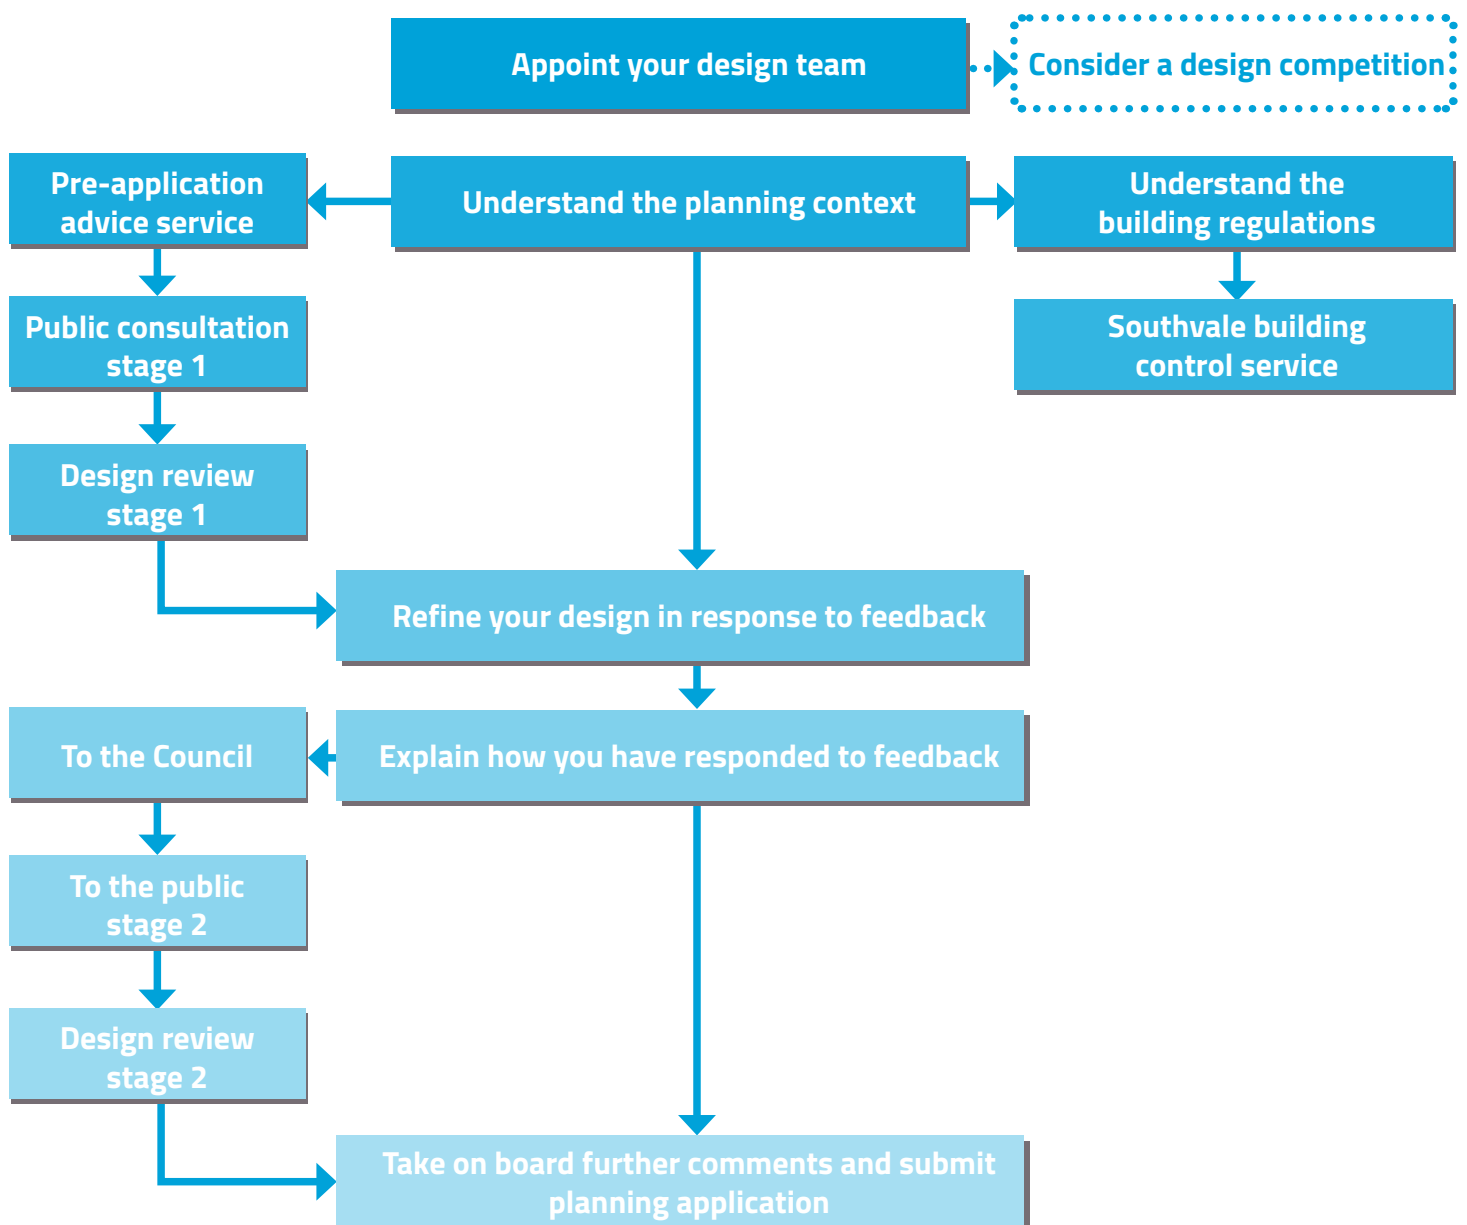 Appoint your design team
Consider a design competition
Pre-application
advice service
Understand the planning context
Understand the
building regulations
Public consultation
stage 1
Southvale building
control service
Design review
stage 1
Refine your design in response to feedback
To the Council
Explain how you have responded to feedback
To the public
stage 2
Design review
stage 2
Take on board further comments and submit
planning application